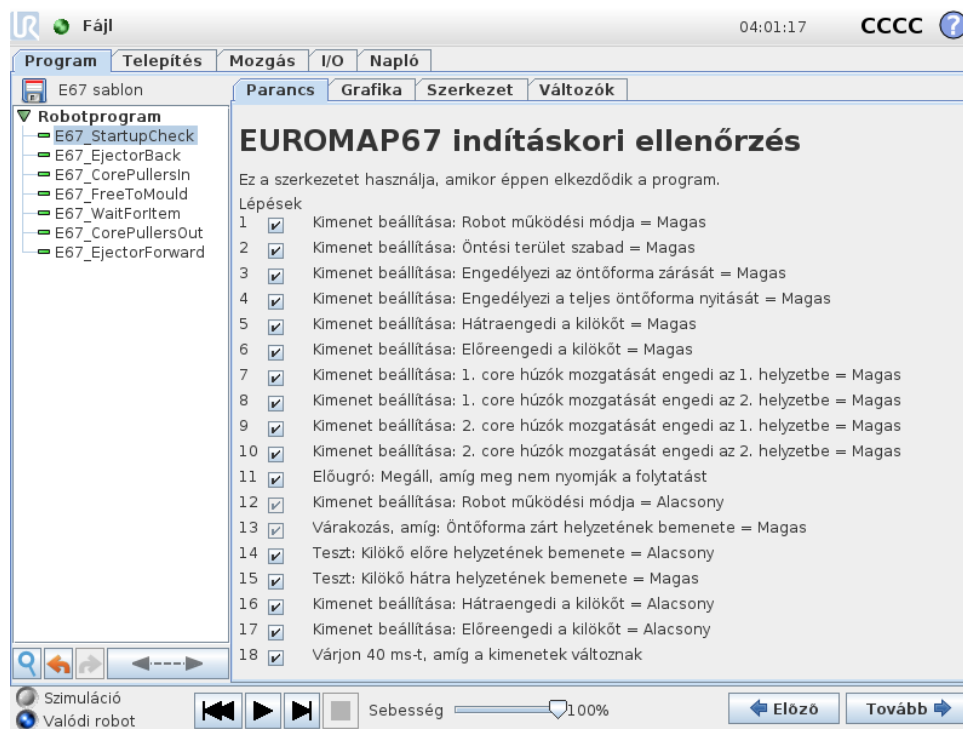 UR Fájl 04:01:17 CCCC ?
Program Telepítés Mozgás I/O Napló
E67 sablon
Parancs Grafika Szerkezet Változók
Robotprogram
E67_StartupCheck
E67_EjectorBack
E67_CorePullersIn
E67_FreeToMould
E67_WaitForItem
E67_CorePullersOut
E67_EjectorForward
EUROMAP67 indításkori ellenőrzés
Ez a szerkezetet használja, amikor éppen elkezdődik a program.
Lépések
1 Kimenet beállítása: Robot működési módja = Magas
2 Kimenet beállítása: Öntési terület szabad = Magas
3 Kimenet beállítása: Engedélyezi az öntőforma zárását = Magas
4 Kimenet beállítása: Engedélyezi a teljes öntőforma nyitását = Magas
5 Kimenet beállítása: Hátraengedi a kilökőt = Magas
6 Kimenet beállítása: Előreengedi a kilökőt = Magas
7 Kimenet beállítása: 1. core húzók mozgatását engedi az 1. helyzetbe = Magas
8 Kimenet beállítása: 1. core húzók mozgatását engedi az 2. helyzetbe = Magas
9 Kimenet beállítása: 2. core húzók mozgatását engedi az 1. helyzetbe = Magas
10 Kimenet beállítása: 2. core húzók mozgatását engedi az 2. helyzetbe = Magas
11 Előugró: Megáll, amíg meg nem nyomják a folytatást
12 Kimenet beállítása: Robot működési módja = Alacsony
13 Várakozás, amíg: Öntőforma zárt helyzetének bemenete = Magas
14 Teszt: Kilökő előre helyzetének bemenete = Alacsony
15 Teszt: Kilökő hátra helyzetének bemenete = Magas
16 Kimenet beállítása: Hátraengedi a kilökőt = Alacsony
17 Kimenet beállítása: Előreengedi a kilökőt = Alacsony
18 Várjon 40 ms-t, amíg a kimenetek változnak
Szimuláció
Valódi robot
Sebesség 100%
Előző Tovább